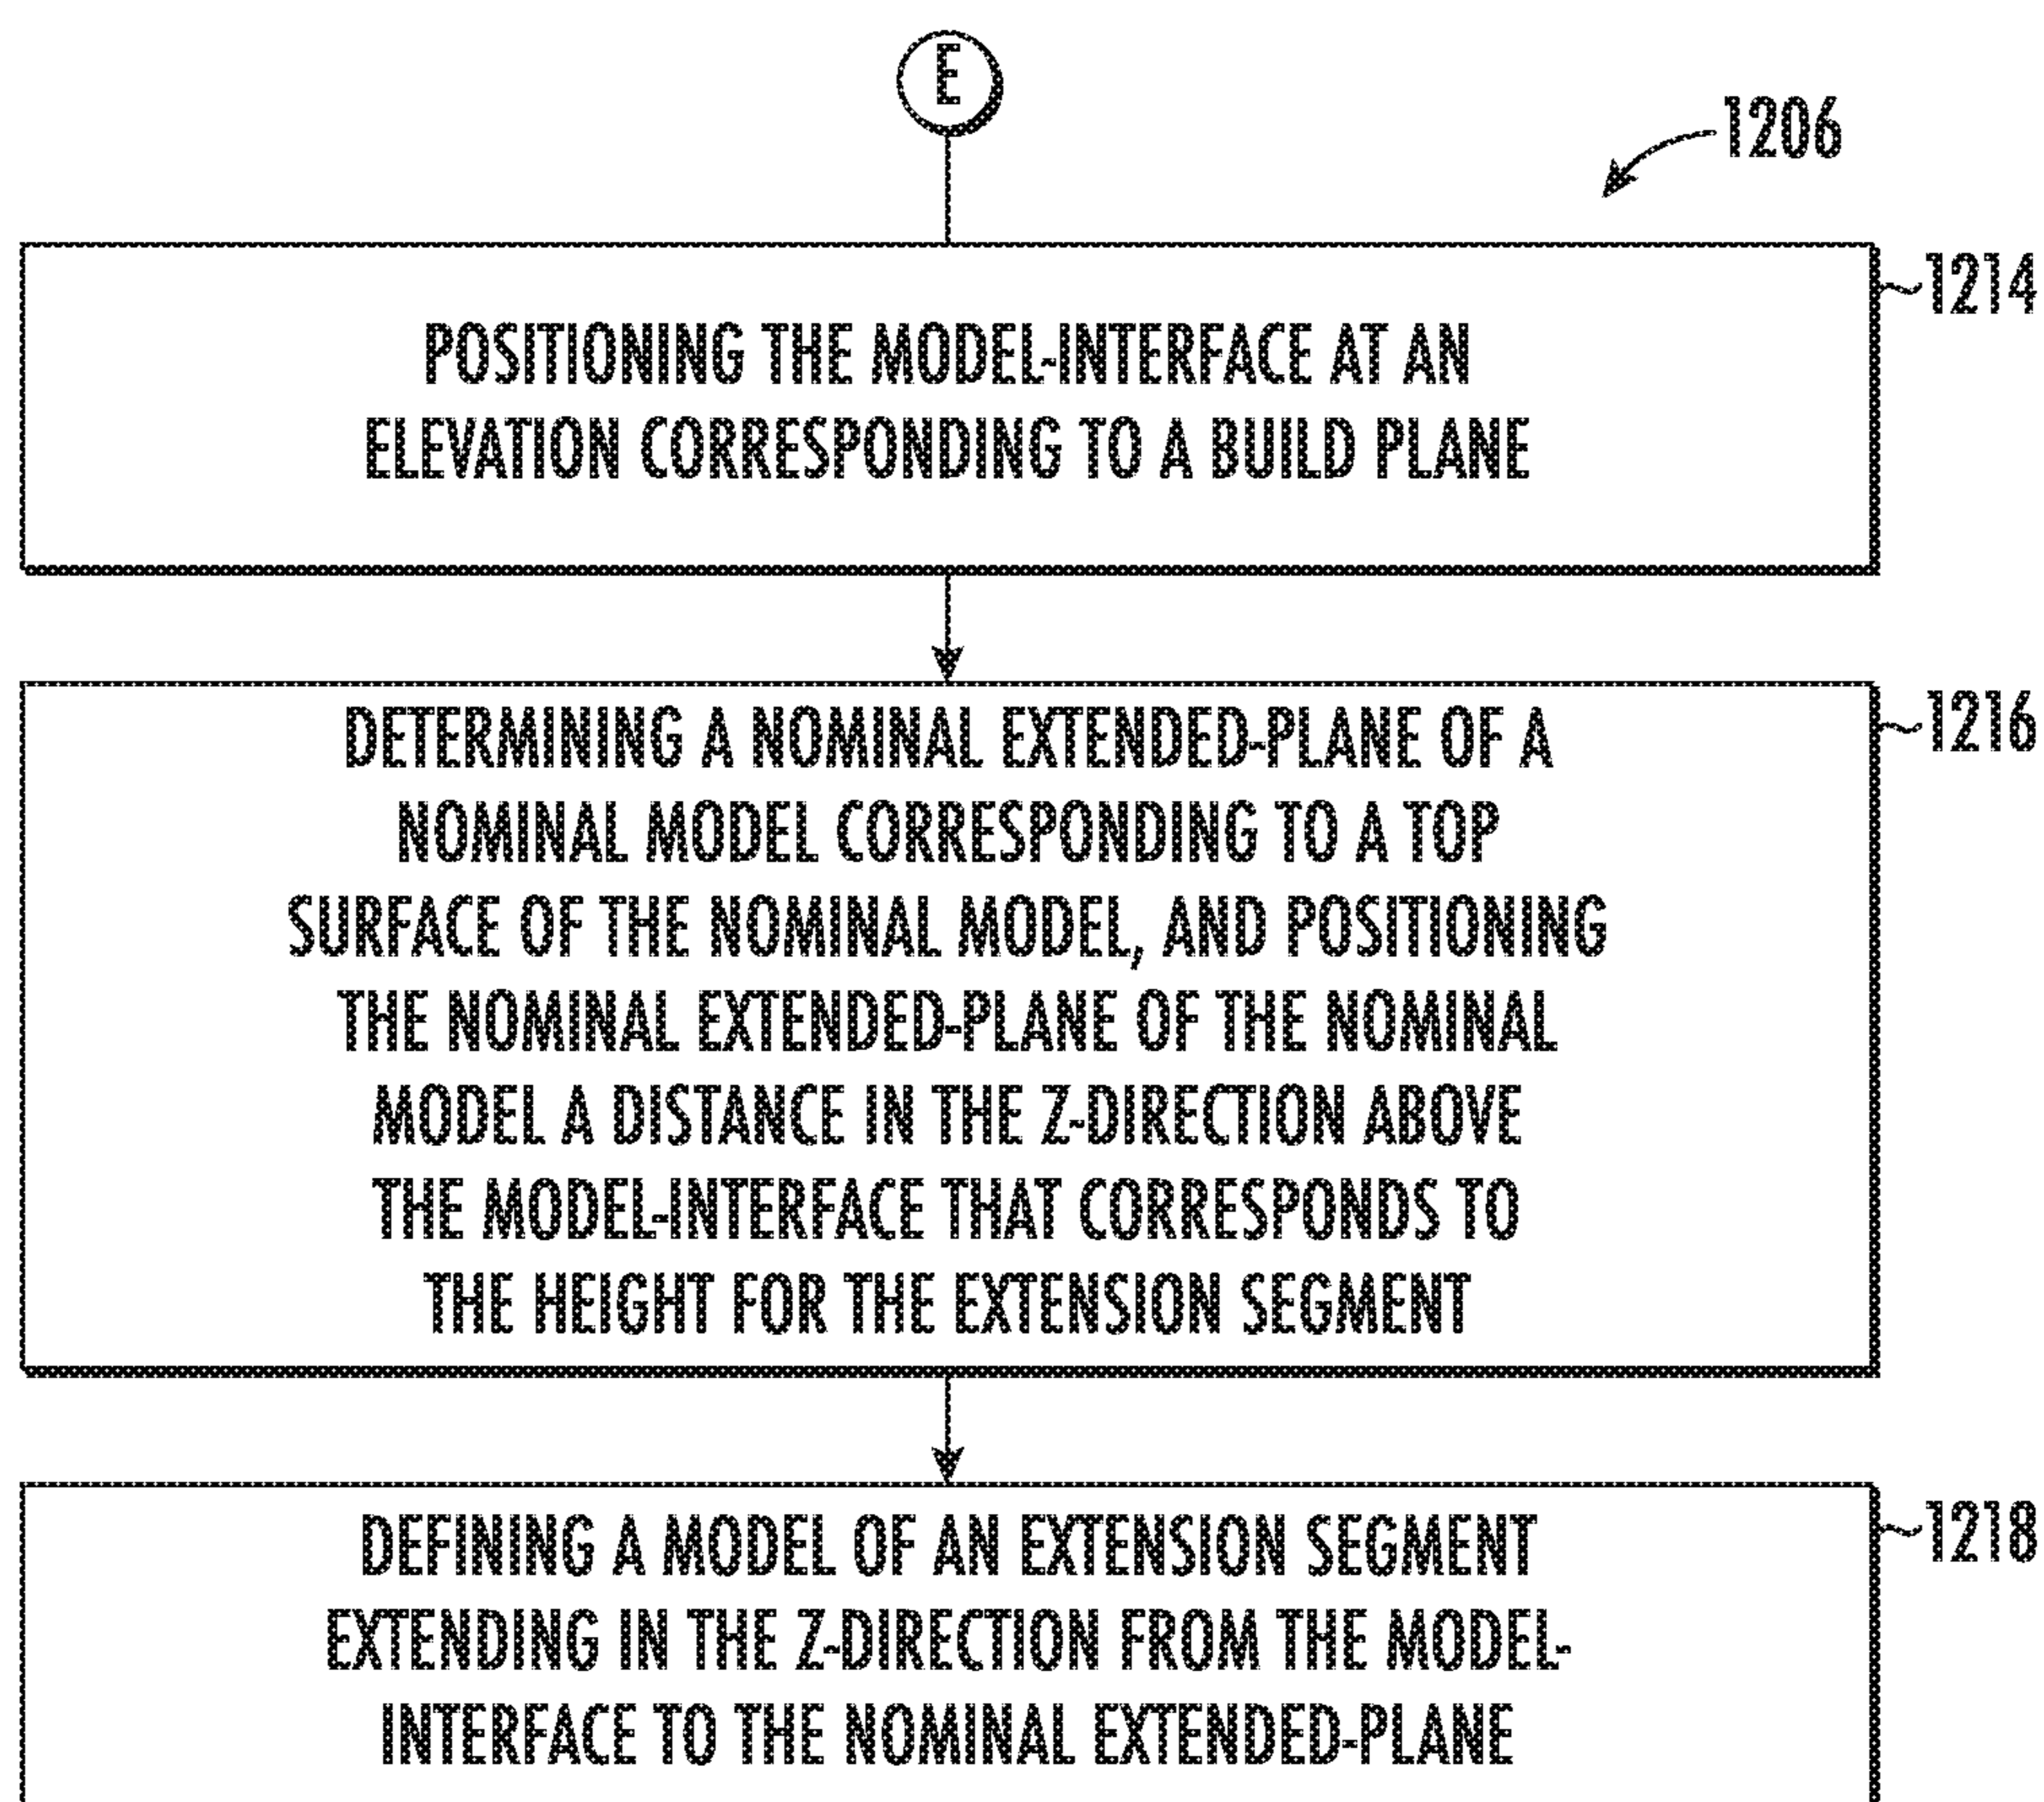 E
1206
1214
POSITIONING THE MODEL-INTERFACE AT AN
ELEVATION CORRESPONDING TO A BUILD PLANE
1216
DETERMINING A NOMINAL EXTENDED-PLANE OF A
NOMINAL MODEL CORRESPONDING TO A TOP
SURFACE OF THE NOMINAL MODEL, AND POSITIONING
THE NOMINAL EXTENDED-PLANE OF THE NOMINAL
MODEL A DISTANCE IN THE Z-DIRECTION ABOVE
THE MODEL-INTERFACE THAT CORRESPONDS TO
THE HEIGHT FOR THE EXTENSION SEGMENT
1218
DEFINING A MODEL OF AN EXTENSION SEGMENT
EXTENDING IN THE Z-DIRECTION FROM THE MODEL-
INTERFACE TO THE NOMINAL EXTENDED-PLANE